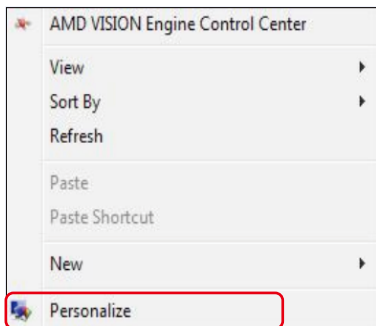 AMD VISION Engine Control Center
View
Sort By
Refresh
Paste
Paste Shortcut
New
Personalize